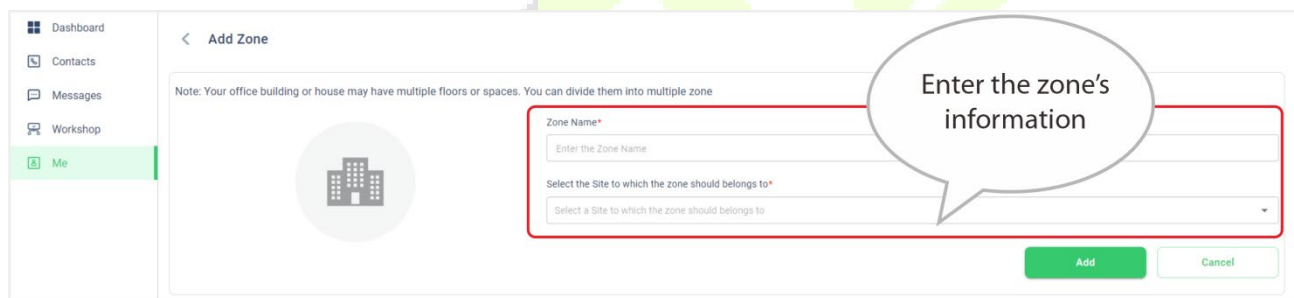 Dashboard
Contacts
Messages
Workshop
Me
Add Zone
Note: Your office building or house may have multiple floors or spaces. You can divide them into multiple zone
Zone Name*
Enter the Zone Name
Select the Site to which the zone should belongs to*
Select a Site to which the zone should belongs to
Add
Cancel
Enter the zone's
information